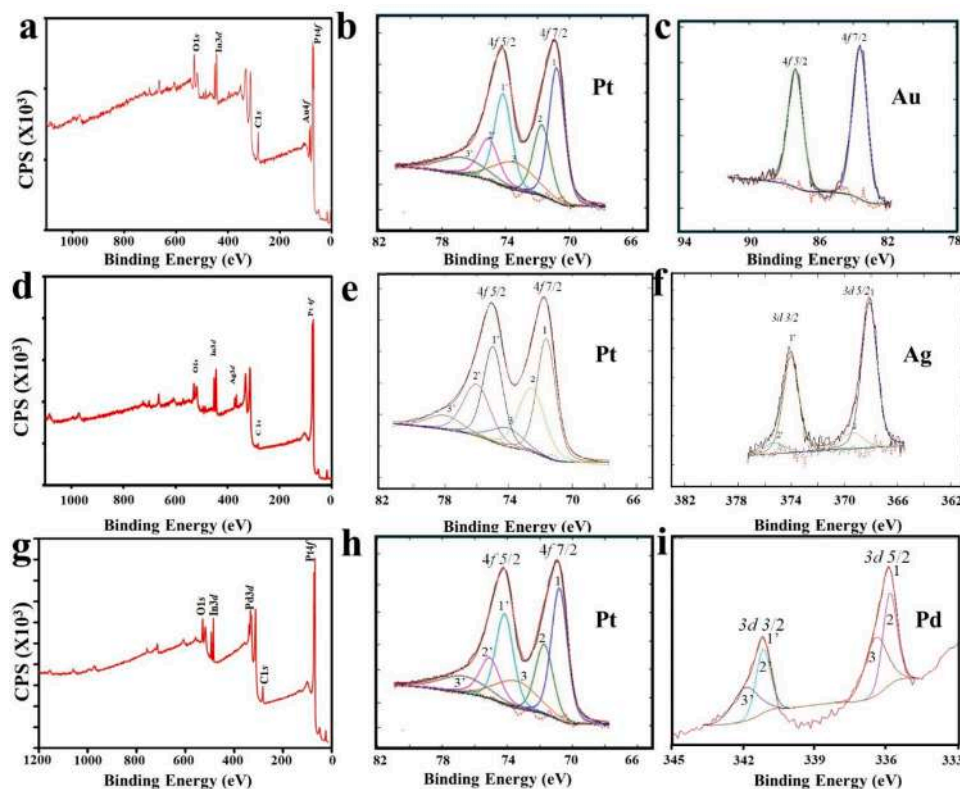 a
CPS (X10³)
O1s
In3d
C1s
Au4f
Pt4f
1100 1000 800 600 400 200 0
Binding Energy (eV)
b
4f 5/2
4f 7/2
1
1'
2
2'
3
3'
Pt
82 78 74 70 66
Binding Energy (eV)
c
4f 5/2
4f 7/2
Au
94 90 86 82 78
Binding Energy (eV)
d
CPS (X10³)
O1s
In3d
Ag3d
C 1s
Pt 4f
1100 1000 800 600 400 200 0
Binding Energy (eV)
e
4f 5/2
4f 7/2
1
1'
2
2'
3
3'
Pt
82 78 74 70 66
Binding Energy (eV)
f
3d 3/2
1'
3d 5/2
1
2'
Ag
382 378 374 370 366 362
Binding Energy (eV)
g
CPS (X10³)
O1s
In3d
Pd3d
C1s
Pt4f
1200 1000 800 600 400 200 0
Binding Energy (eV)
h
4f 5/2
4f 7/2
1
1'
2
2'
3
3'
Pt
82 78 74 70 66
Binding Energy (eV)
i
3d 5/2
1
3d 3/2
1'
2
2'
3
3'
Pd
345 342 339 336 333
Binding Energy (eV)